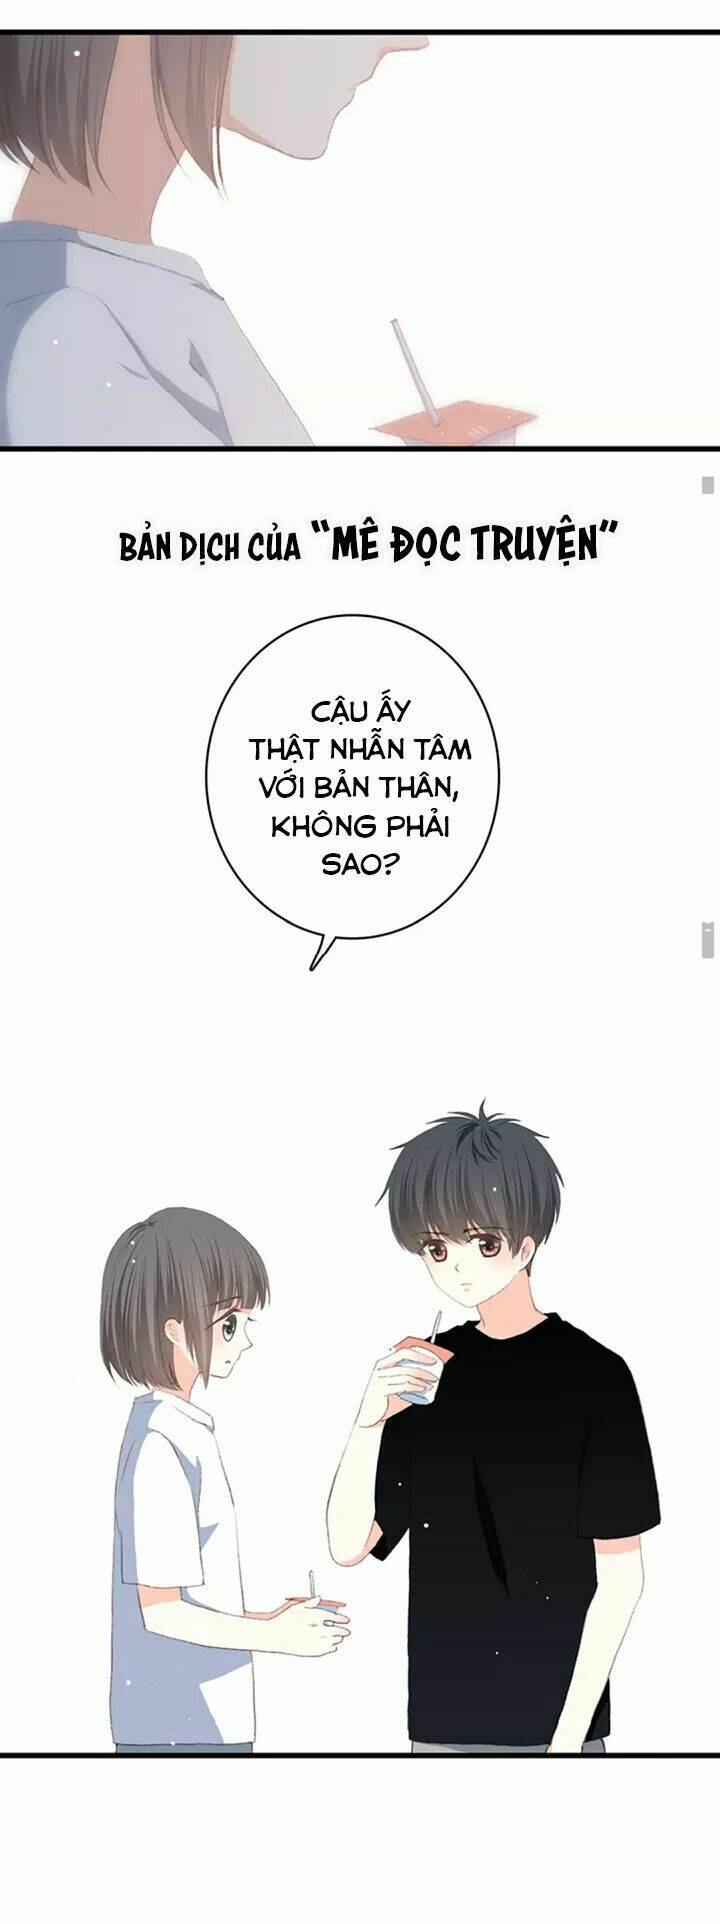 BẢN DỊCH CỦA "MÊ ĐỌC TRUYỆN"
CẬU ẤY
THẬT NHẪN TÂM
VỚI BẢN THÂN,
KHÔNG PHẢI
SAO?